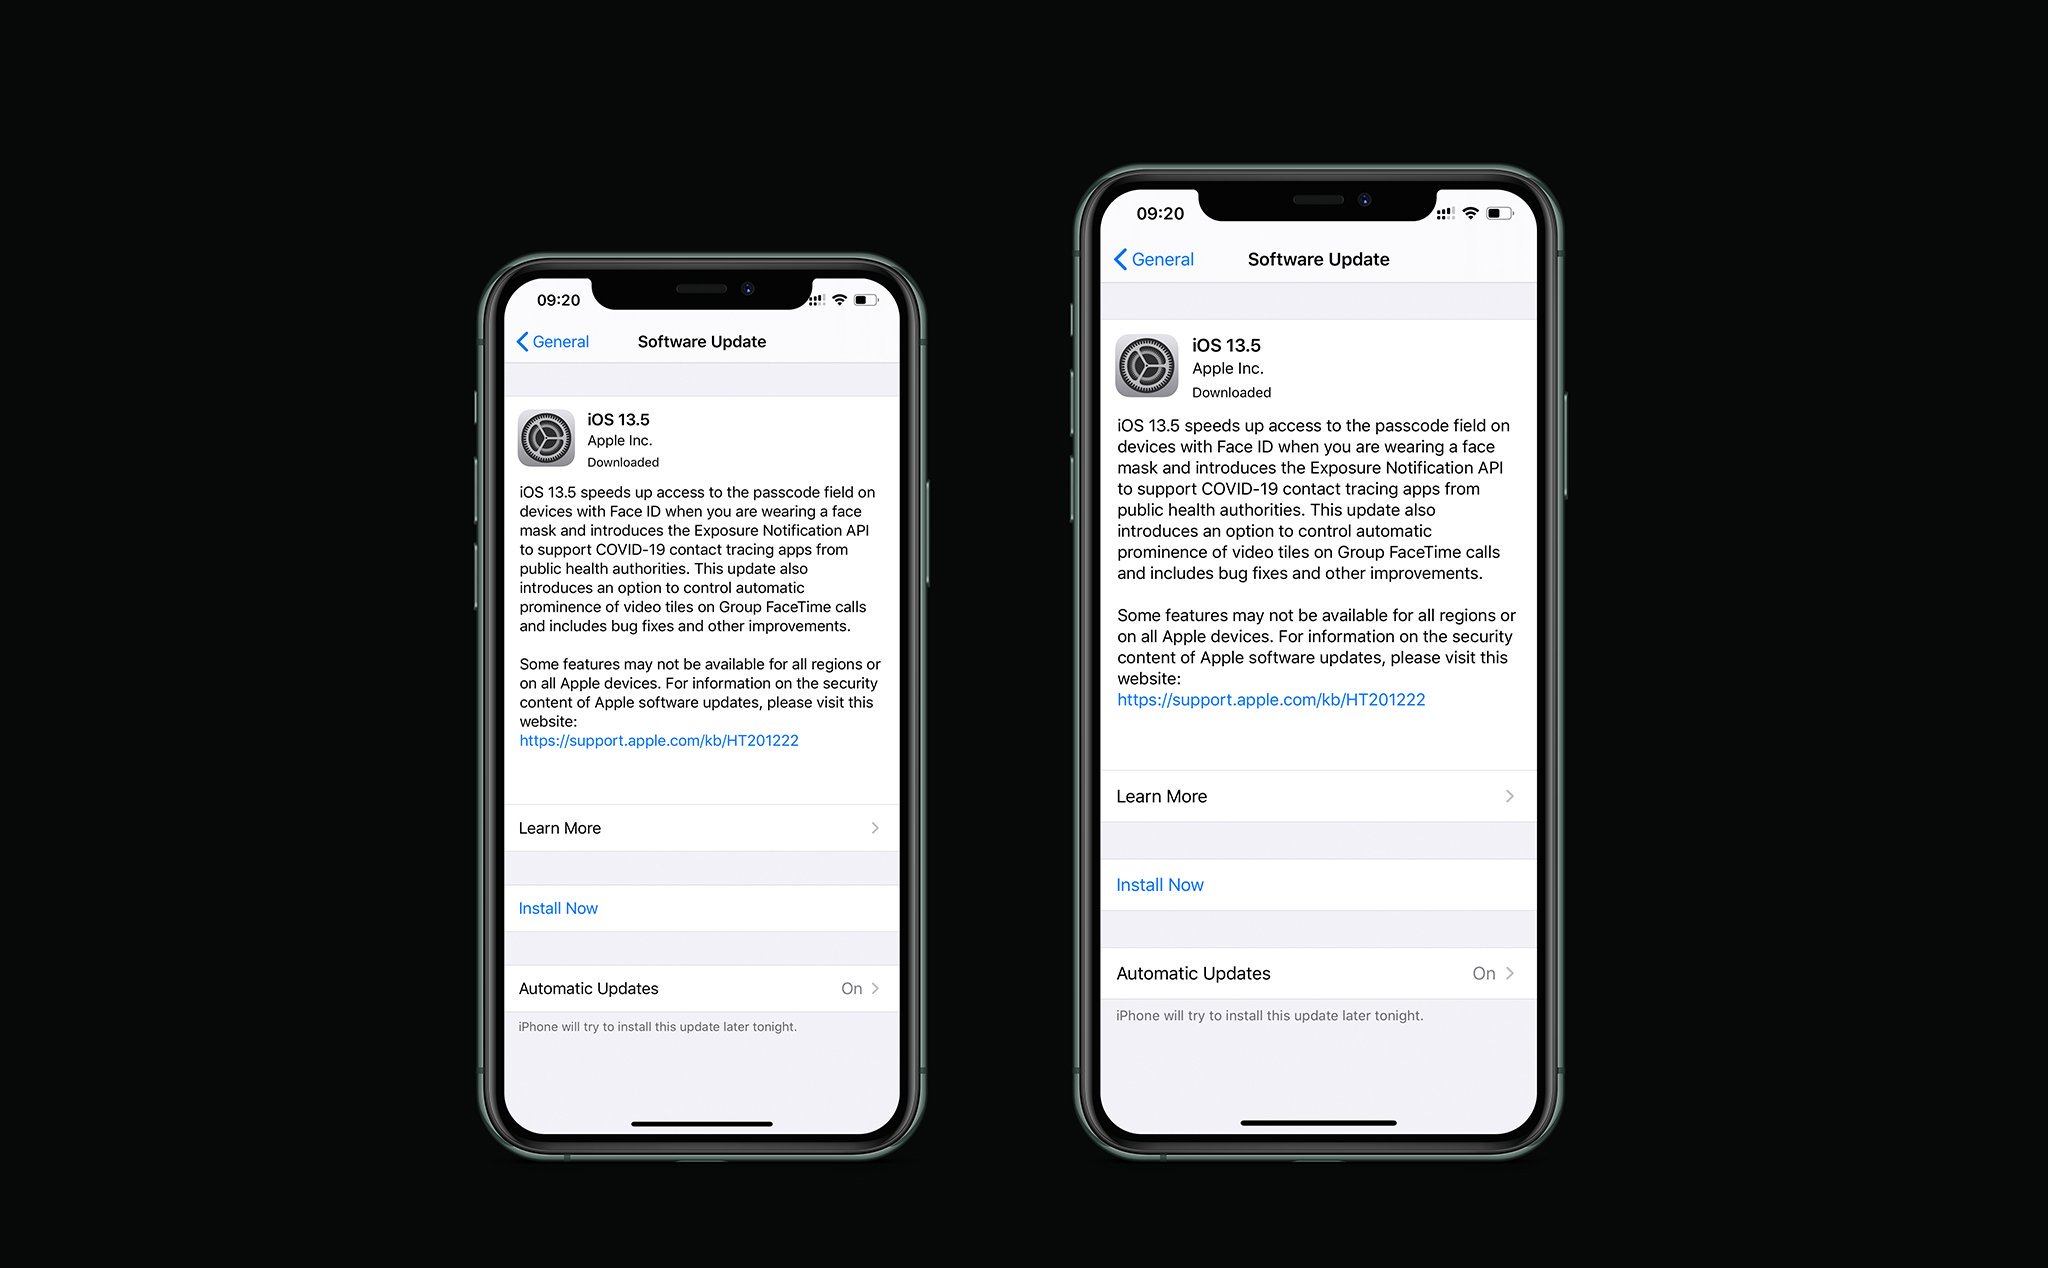 09:20
General
Software Update
iOS 13.5
Apple Inc.
Downloaded
iOS 13.5 speeds up access to the passcode field on
devices with Face ID when you are wearing a face
mask and introduces the Exposure Notification API
to support COVID-19 contact tracing apps from
public health authorities. This update also
introduces an option to control automatic
prominence of video tiles on Group FaceTime calls
and includes bug fixes and other improvements.
Some features may not be available for all regions or
on all Apple devices. For information on the security
content of Apple software updates, please visit this
website:
https://support.apple.com/kb/HT201222
Learn More
Install Now
Automatic Updates On
iPhone will try to install this update later tonight.
09:20
General
Software Update
iOS 13.5
Apple Inc.
Downloaded
iOS 13.5 speeds up access to the passcode field on
devices with Face ID when you are wearing a face
mask and introduces the Exposure Notification API
to support COVID-19 contact tracing apps from
public health authorities. This update also
introduces an option to control automatic
prominence of video tiles on Group FaceTime calls
and includes bug fixes and other improvements.
Some features may not be available for all regions or
on all Apple devices. For information on the security
content of Apple software updates, please visit this
website:
https://support.apple.com/kb/HT201222
Learn More
Install Now
Automatic Updates On
iPhone will try to install this update later tonight.